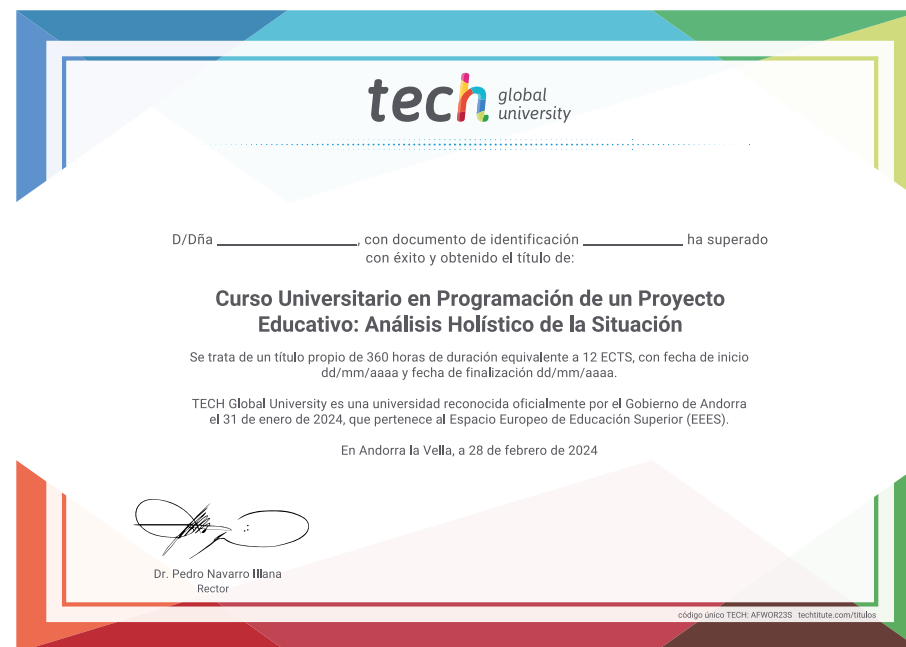 tech global
university
D/Dña ____________________, con documento de identificación ______________ ha superado
con éxito y obtenido el título de:
Curso Universitario en Programación de un Proyecto
Educativo: Análisis Holístico de la Situación
Se trata de un título propio de 360 horas de duración equivalente a 12 ECTS, con fecha de inicio
dd/mm/aaaa y fecha de finalización dd/mm/aaaa.
TECH Global University es una universidad reconocida oficialmente por el Gobierno de Andorra
el 31 de enero de 2024, que pertenece al Espacio Europeo de Educación Superior (EEES).
En Andorra la Vella, a 28 de febrero de 2024
Dr. Pedro Navarro Illana
Rector
código único TECH: AFWOR23S techtitute.com/titulos